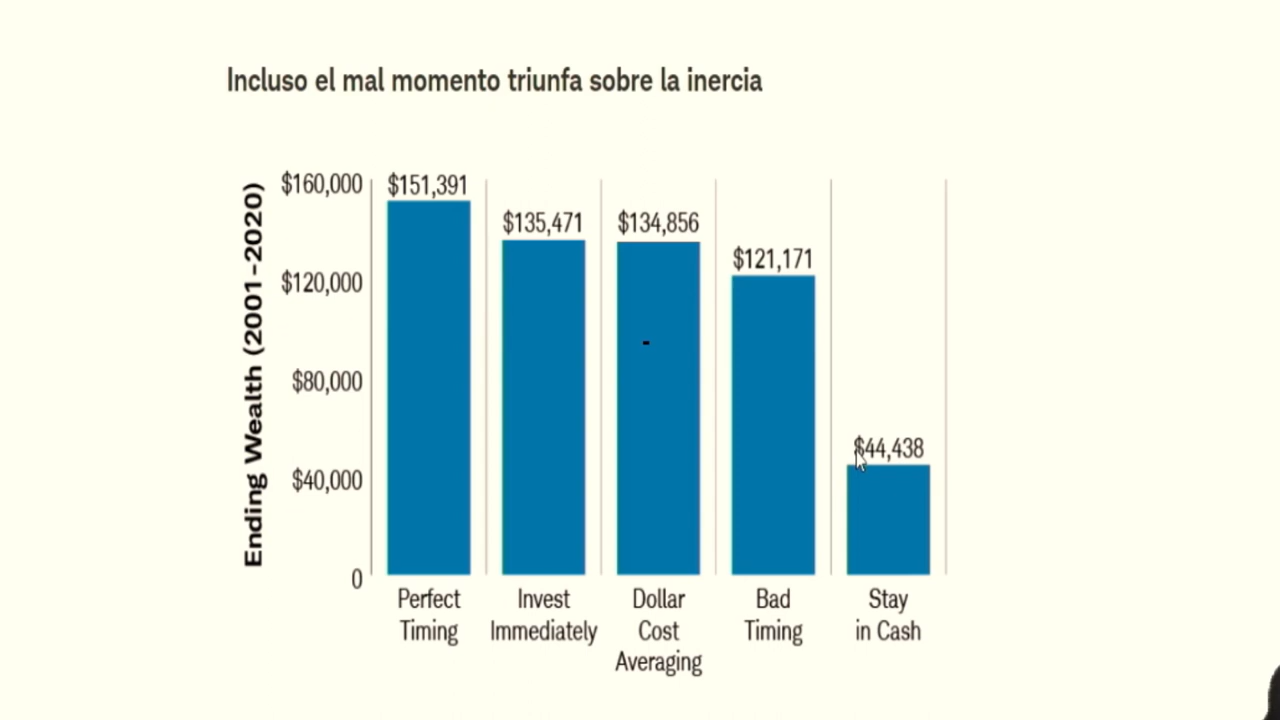 Incluso el mal momento triunfa sobre la inercia
Ending Wealth (2001-2020)
$160,000
$120,000
$80,000
$40,000
0
$151,391
$135,471
$134,856
$121,171
$44,438
Perfect
Timing
Invest
Immediately
Dollar
Cost
Averaging
Bad
Timing
Stay
in Cash